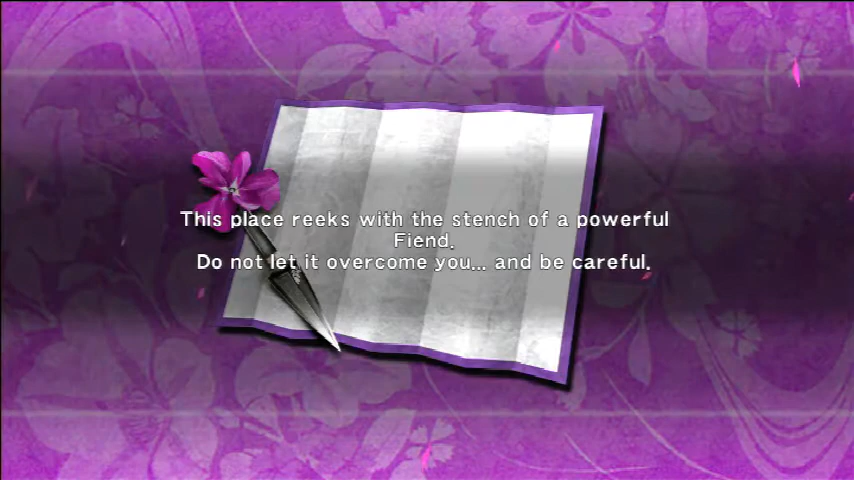 This place reeks with the stench of a powerful
Fiend.
Do not let it overcome you... and be careful.